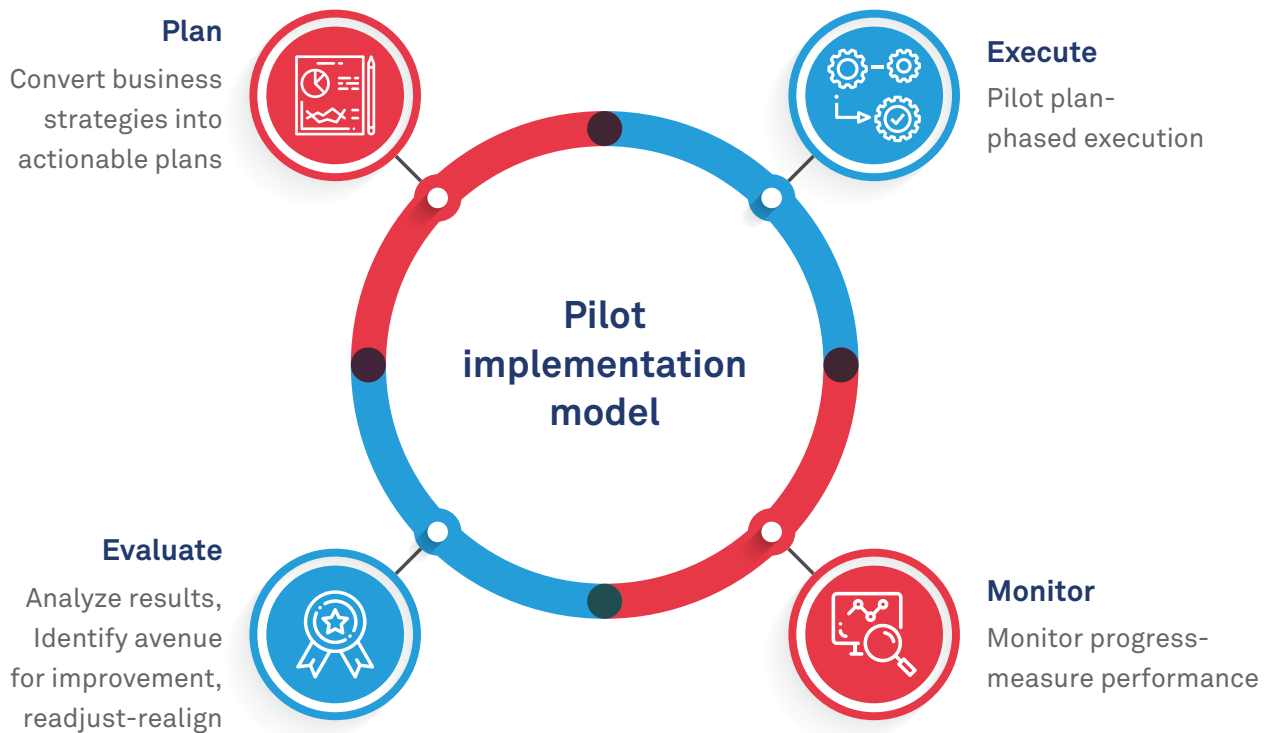 Plan
Convert business
strategies into
actionable plans
Execute
Pilot plan-
phased execution
Pilot
implementation
model
Evaluate
Analyze results,
Identify avenue
for improvement,
readjust-realign
Monitor
Monitor progress-
measure performance